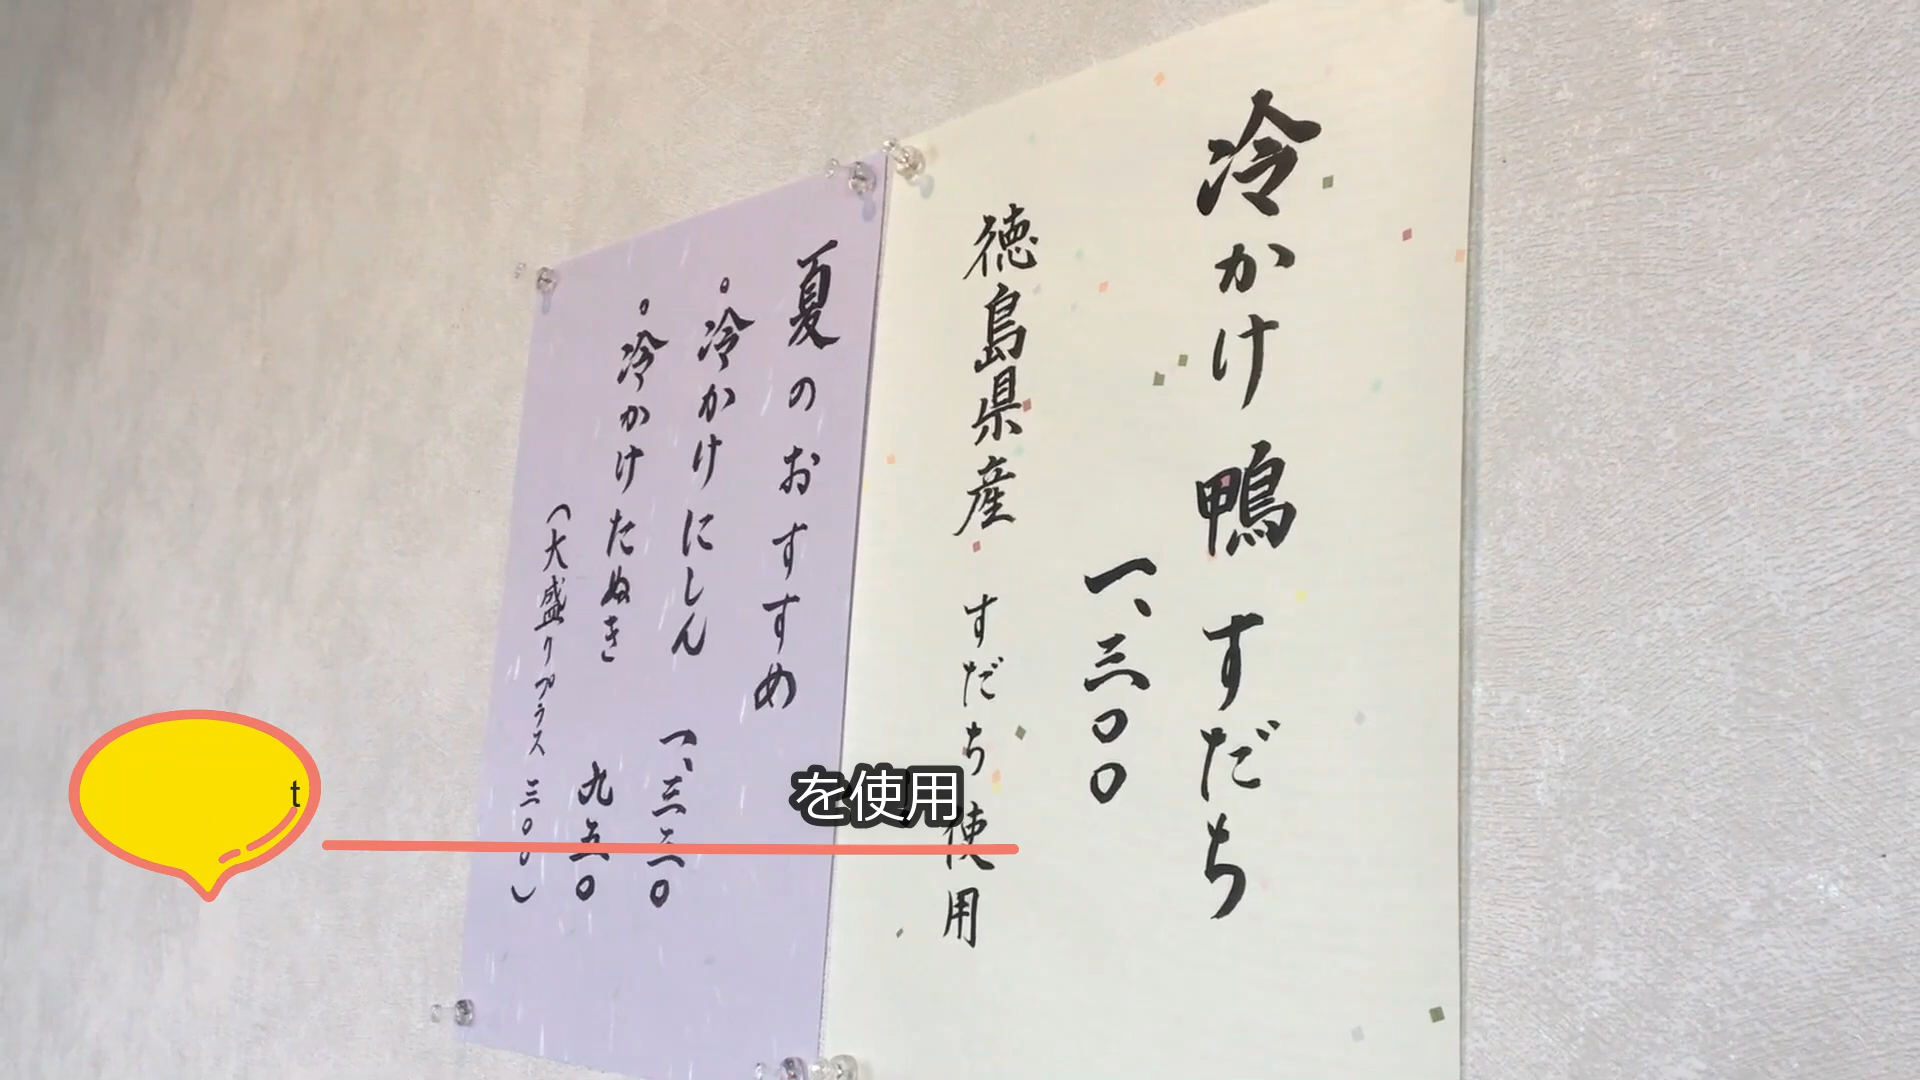 冷かけ鴨すだち
一、三〇〇
徳島県産 すだち使用
夏のおすすめ
。冷かけにしん 一、三二〇
。冷かけたぬき 九五〇
(大盛りプラス三〇〇)
t
を使用